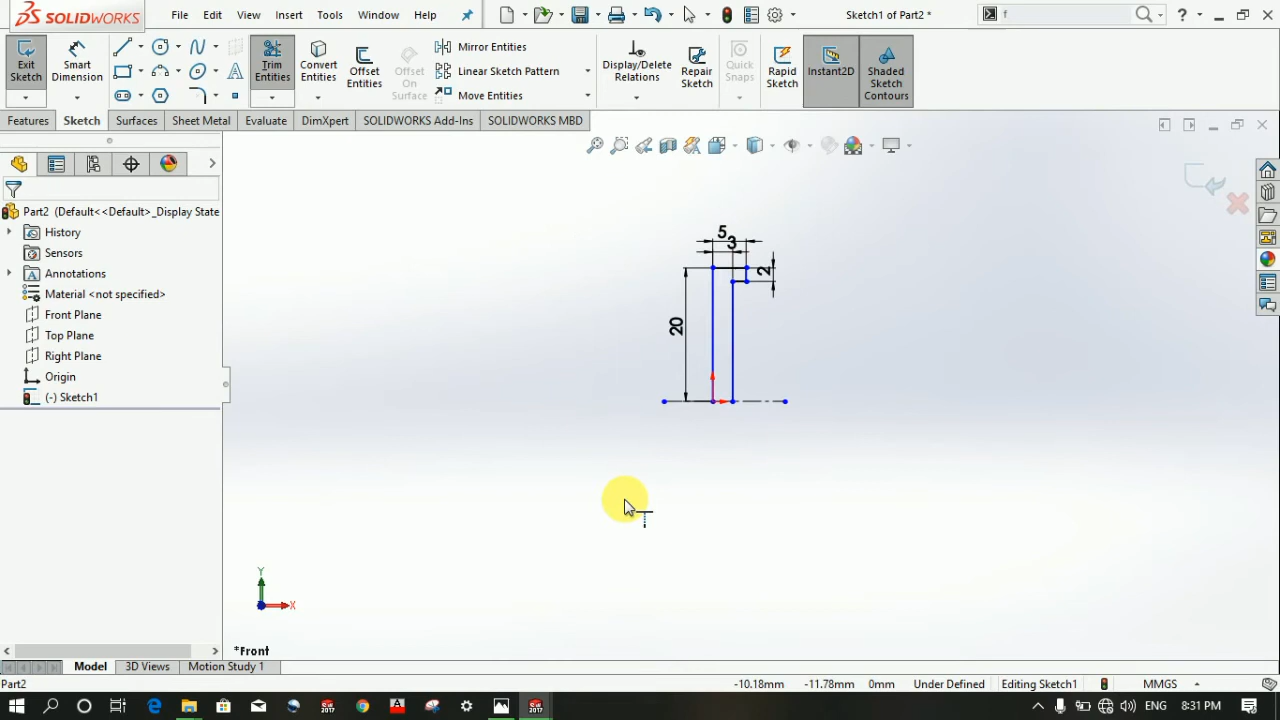 SOLIDWORKS
File
Edit
View
Insert
Tools
Window
Help
Sketch1 of Part2 *
f
?
Exit Sketch
Smart Dimension
Trim Entities
Convert Entities
Offset Entities
Offset On Surface
Mirror Entities
Linear Sketch Pattern
Move Entities
Display/Delete Relations
Repair Sketch
Quick Snaps
Rapid Sketch
Instant2D
Shaded Sketch Contours
Features
Sketch
Surfaces
Sheet Metal
Evaluate
DimXpert
SOLIDWORKS Add-Ins
SOLIDWORKS MBD
Part2 (Default<<Default>_Display State
History
Sensors
Annotations
Material <not specified>
Front Plane
Top Plane
Right Plane
Origin
(-) Sketch1
5
3
2
20
Y
X
*Front
Model
3D Views
Motion Study 1
Part2
-10.18mm
-11.78mm
0mm
Under Defined
Editing Sketch1
MMGS
ENG
8:31 PM